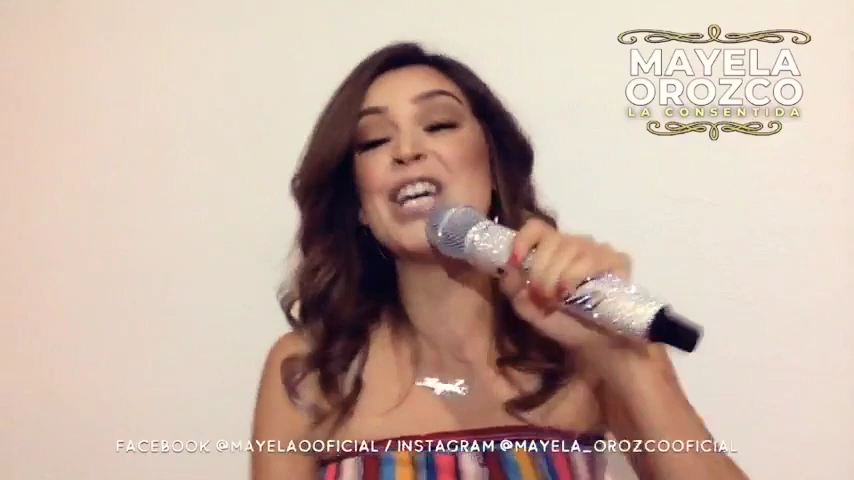 MAYELA
OROZCO
LA CONSENTIDA
FACEBOOK @MAYELAOOFICIAL / INSTAGRAM @MAYELA_OROZCOOFICIAL